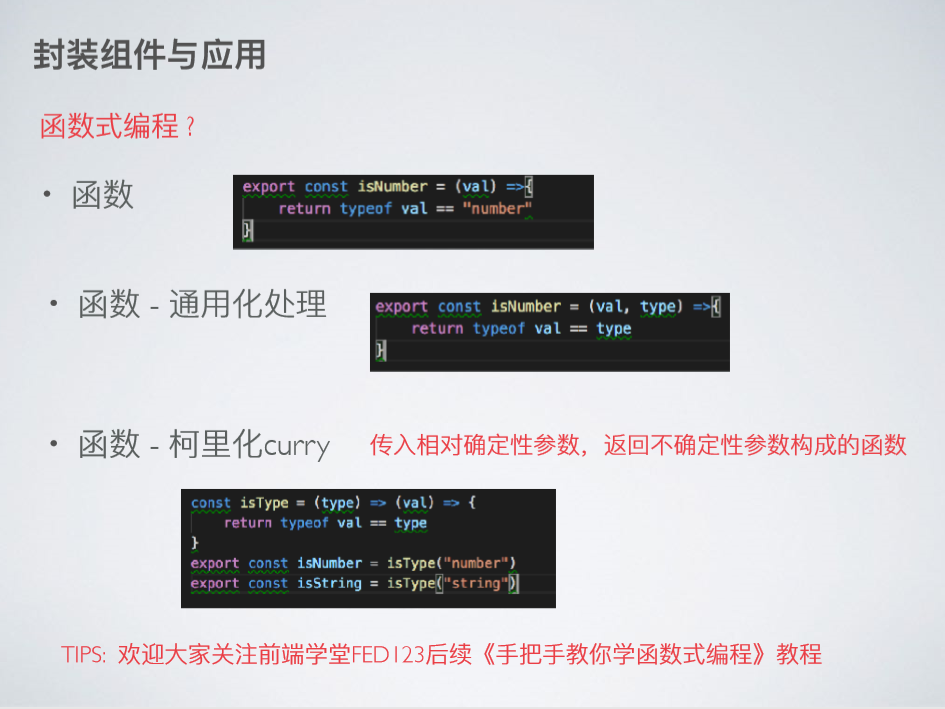 封装组件与应用
函数式编程？
• 函数
export const isNumber = (val) =>{
return typeof val == "number"
}
• 函数 - 通用化处理
export const isNumber = (val, type) =>{
return typeof val == type
}
• 函数 - 柯里化curry
传入相对确定性参数，返回不确定性参数构成的函数
const isType = (type) => (val) => {
return typeof val == type
}
export const isNumber = isType("number")
export const isString = isType("string")
TIPS: 欢迎大家关注前端学堂FED123后续《手把手教你学函数式编程》教程